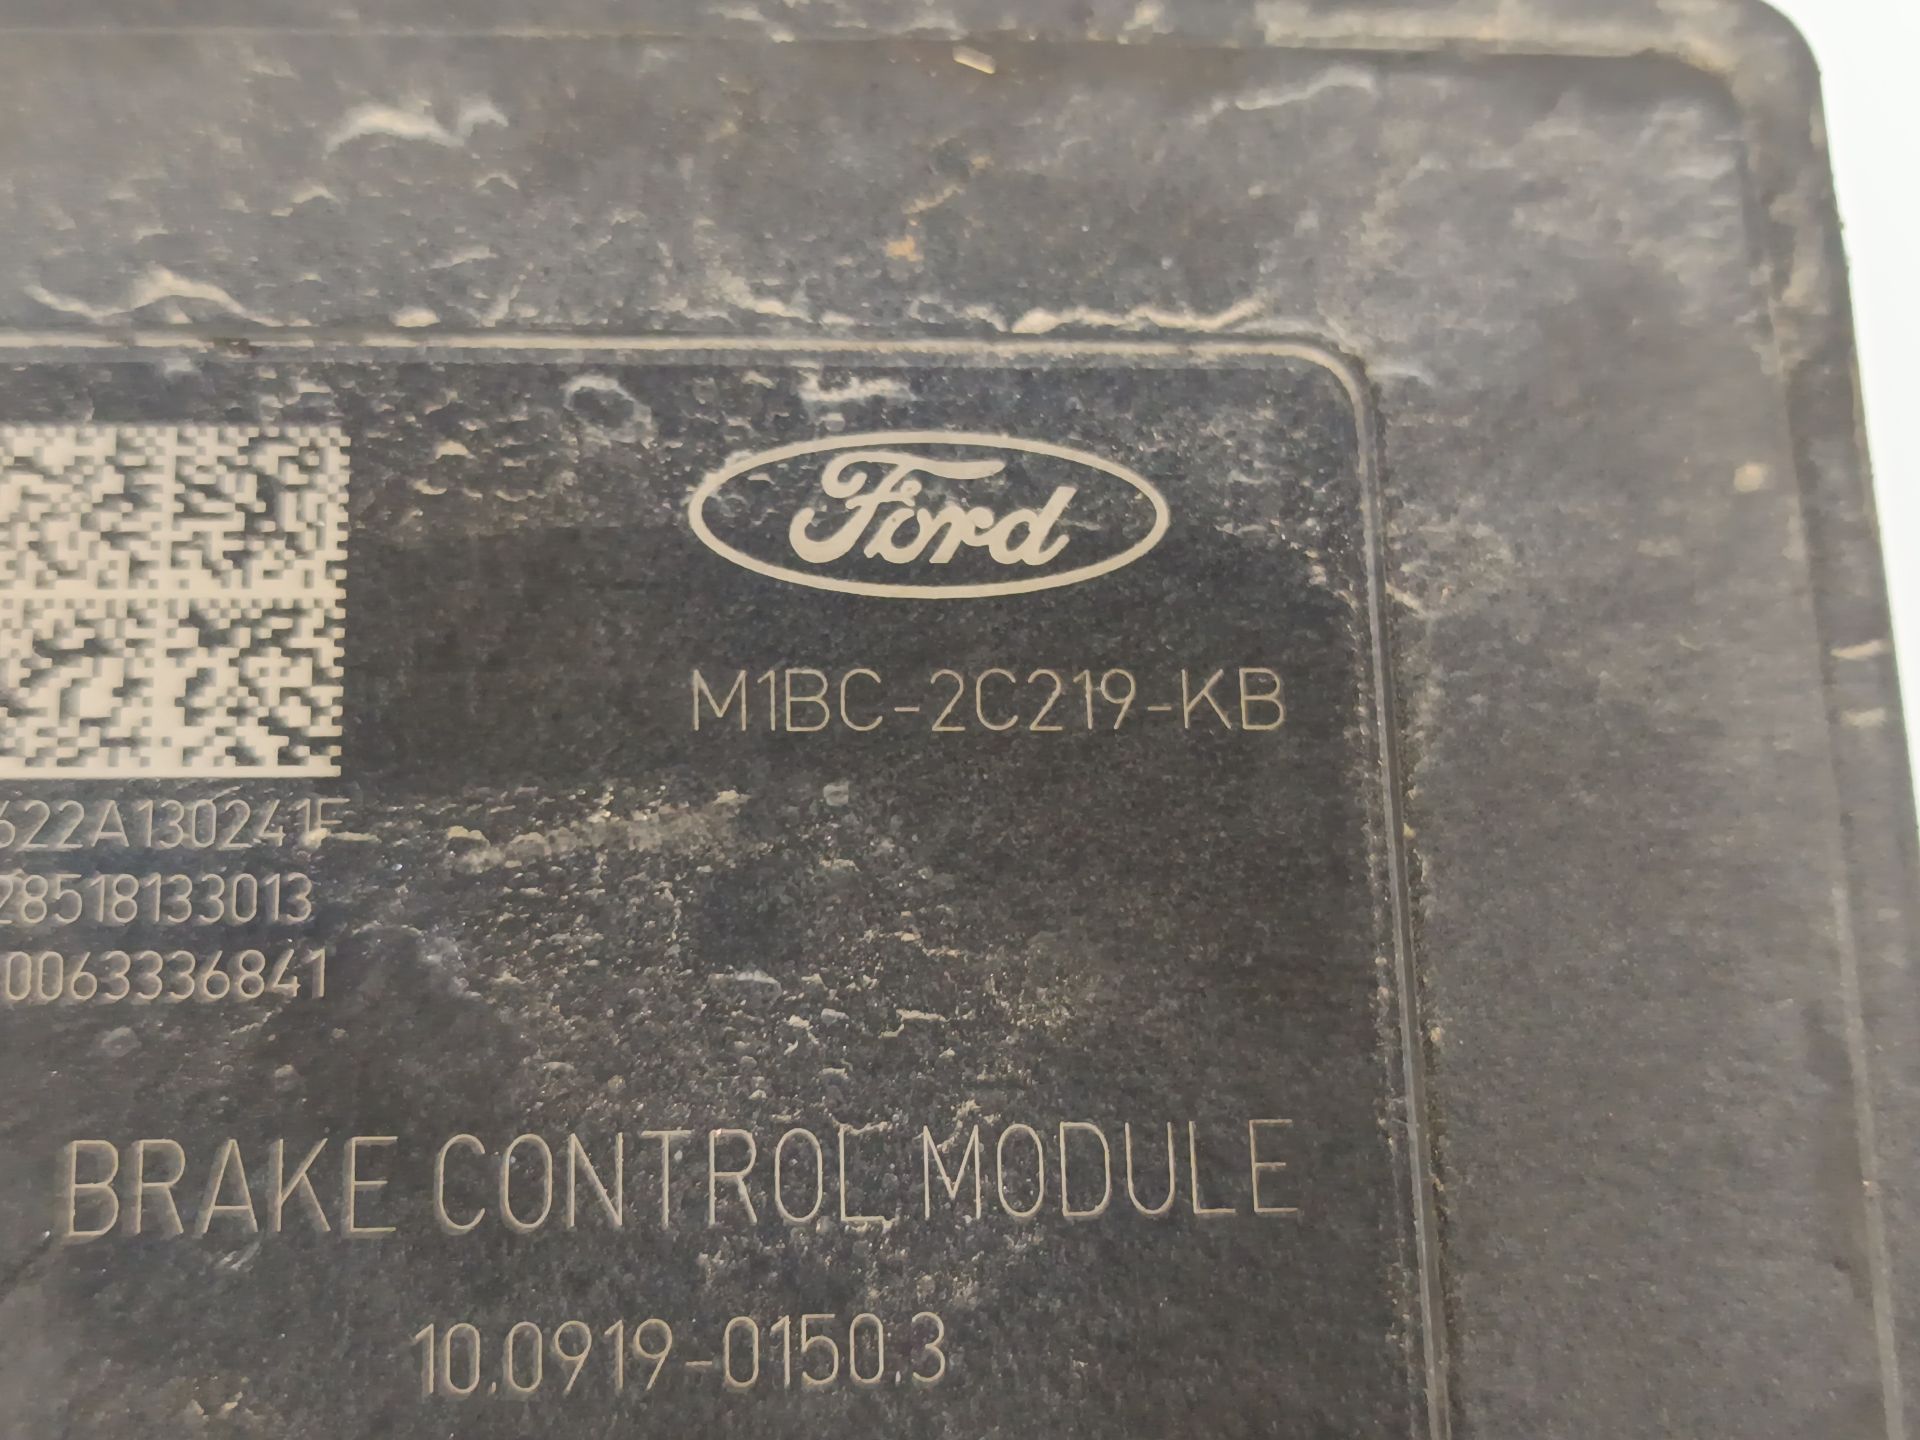 Ford
M1BC-2C219-KB
622A130241F
28518133013
0063336841
BRAKE CONTROL MODULE
10.0919-0150.3